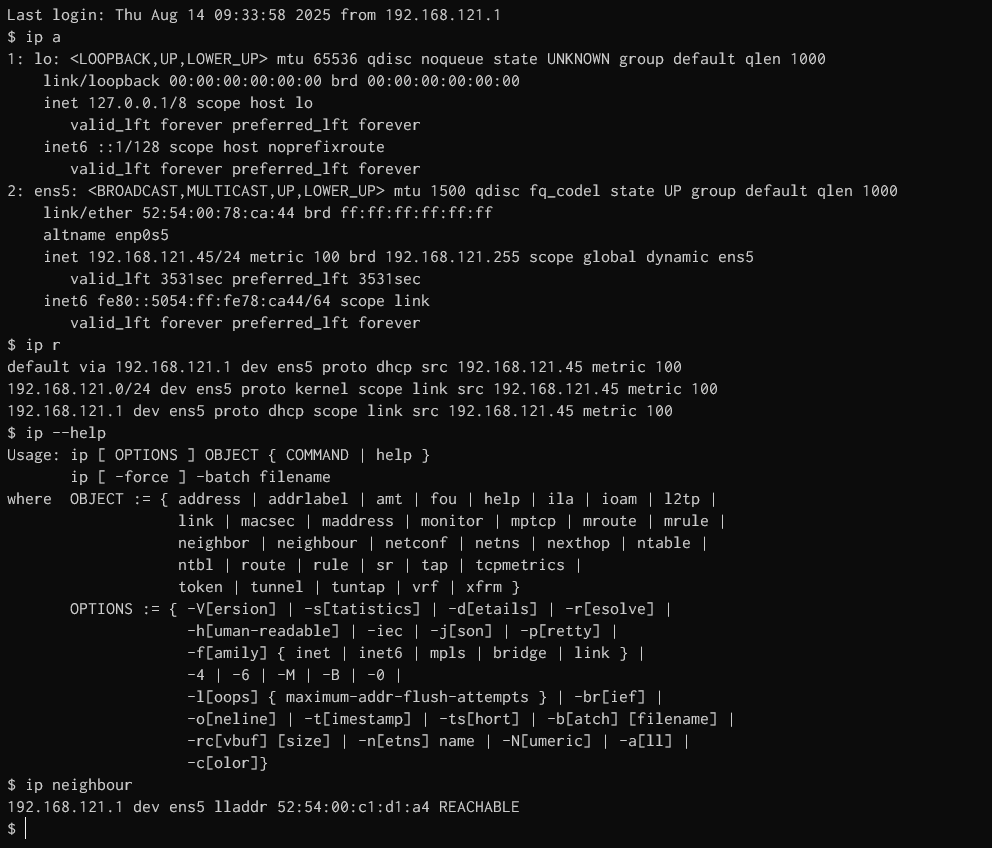 Last login: Thu Aug 14 09:33:58 2025 from 192.168.121.1
$ ip a
1: lo: <LOOPBACK,UP,LOWER_UP> mtu 65536 qdisc noqueue state UNKNOWN group default qlen 1000
    link/loopback 00:00:00:00:00:00 brd 00:00:00:00:00:00
    inet 127.0.0.1/8 scope host lo
       valid_lft forever preferred_lft forever
    inet6 ::1/128 scope host noprefixroute
       valid_lft forever preferred_lft forever
2: ens5: <BROADCAST,MULTICAST,UP,LOWER_UP> mtu 1500 qdisc fq_codel state UP group default qlen 1000
    link/ether 52:54:00:78:ca:44 brd ff:ff:ff:ff:ff:ff
    altname enp0s5
    inet 192.168.121.45/24 metric 100 brd 192.168.121.255 scope global dynamic ens5
       valid_lft 3531sec preferred_lft 3531sec
    inet6 fe80::5054:ff:fe78:ca44/64 scope link
       valid_lft forever preferred_lft forever
$ ip r
default via 192.168.121.1 dev ens5 proto dhcp src 192.168.121.45 metric 100
192.168.121.0/24 dev ens5 proto kernel scope link src 192.168.121.45 metric 100
192.168.121.1 dev ens5 proto dhcp scope link src 192.168.121.45 metric 100
$ ip --help
Usage: ip [ OPTIONS ] OBJECT { COMMAND | help }
       ip [ -force ] -batch filename
where  OBJECT := { address | addrlabel | amt | fou | help | ila | ioam | l2tp |
                   link | macsec | maddress | monitor | mptcp | mroute | mrule |
                   neighbor | neighbour | netconf | netns | nexthop | ntable |
                   ntbl | route | rule | sr | tap | tcpmetrics |
                   token | tunnel | tuntap | vrf | xfrm }
       OPTIONS := { -V[ersion] | -s[tatistics] | -d[etails] | -r[esolve] |
                    -h[uman-readable] | -iec | -j[son] | -p[retty] |
                    -f[amily] { inet | inet6 | mpls | bridge | link } |
                    -4 | -6 | -M | -B | -0 |
                    -l[oops] { maximum-addr-flush-attempts } | -br[ief] |
                    -o[neline] | -t[imestamp] | -ts[hort] | -b[atch] [filename] |
                    -rc[vbuf] [size] | -n[etns] name | -N[umeric] | -a[ll] |
                    -c[olor]}
$ ip neighbour
192.168.121.1 dev ens5 lladdr 52:54:00:c1:d1:a4 REACHABLE
$